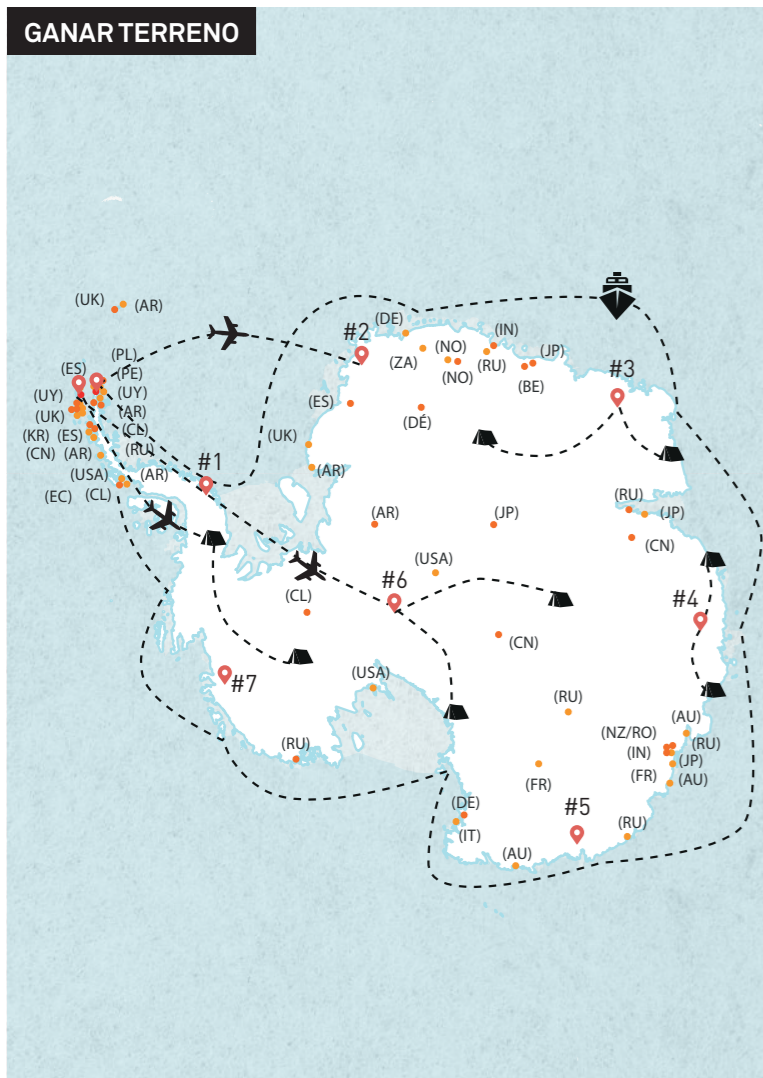 GANAR TERRENO
(UK)
(AR)
(DE)
#2
(NO)
(IN)
(ZA)
(RU)
(JP)
(NO)
(BE)
(PL)
(ES)
(PE)
#3
(UY)
(UY)
(ES)
(DÉ)
(UK)
(AR)
(KR)
(ES)
(CL)
(CN)
(AR)
(RU)
(UK)
#1
(USA)
(AR)
(AR)
(EC)
(CL)
(RU)
(JP)
(AR)
(JP)
(CN)
(USA)
#6
(CL)
#4
(CN)
#7
(USA)
(RU)
(AU)
(NZ/RO)
(RU)
(IN)
(RU)
(FR)
(JP)
(FR)
(AU)
(DE)
#5
(IT)
(RU)
(AU)